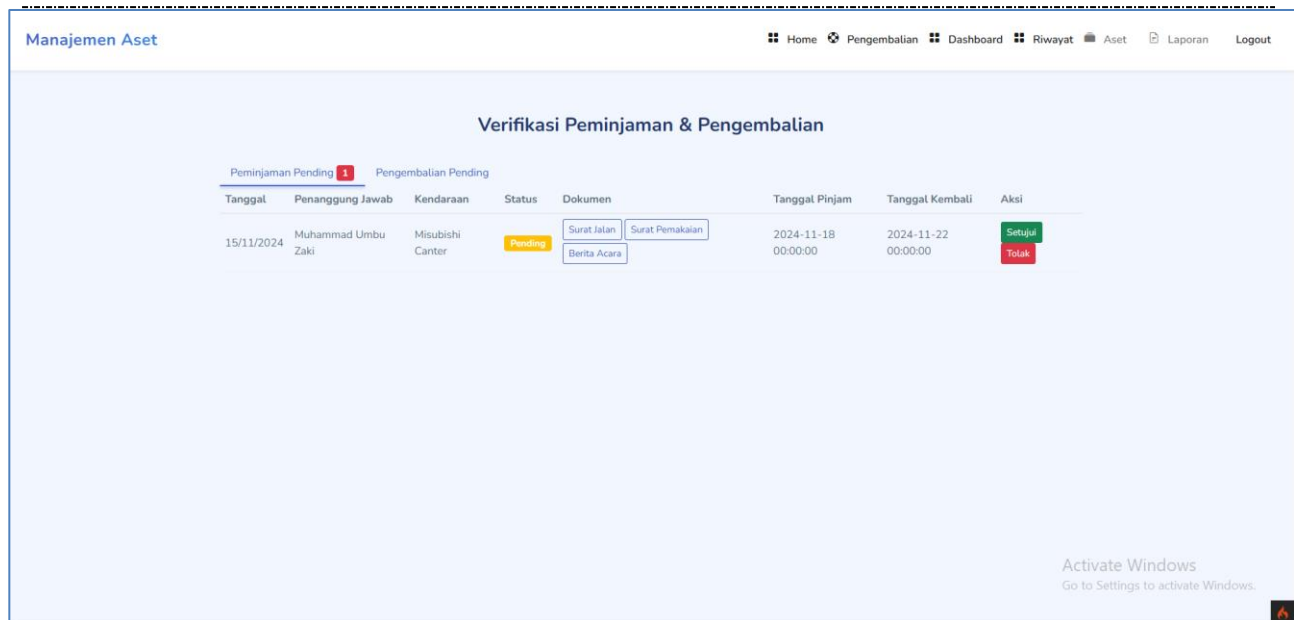 Manajemen Aset
Home Pengembalian Dashboard Riwayat Aset Laporan Logout
Verifikasi Peminjaman & Pengembalian
Peminjaman Pending 1 Pengembalian Pending
Tanggal Penanggung Jawab Kendaraan Status Dokumen Tanggal Pinjam Tanggal Kembali Aksi
15/11/2024 Muhammad Umbu Zaki Misubishi Canter Pending Surat Jalan Surat Pemakaian Berita Acara 2024-11-18 00:00:00 2024-11-22 00:00:00 Setujui Tolak
Activate Windows
Go to Settings to activate Windows.